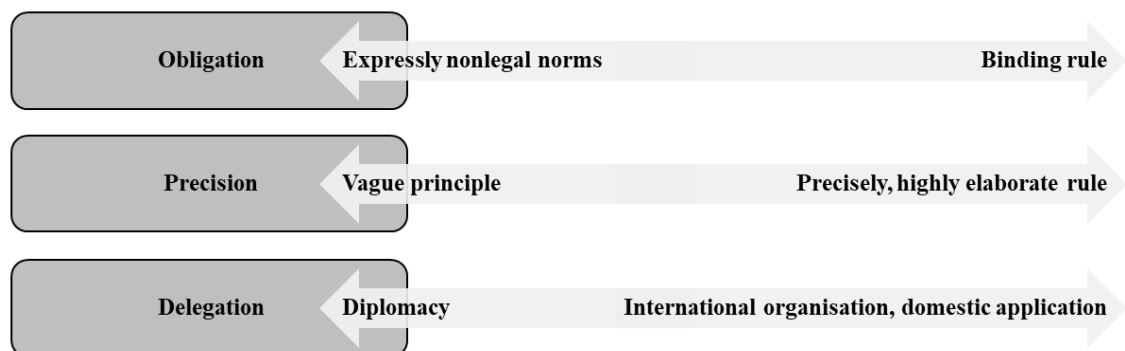 Obligation Expressly nonlegal norms Binding rule
Precision Vague principle Precisely, highly elaborate rule
Delegation Diplomacy International organisation, domestic application